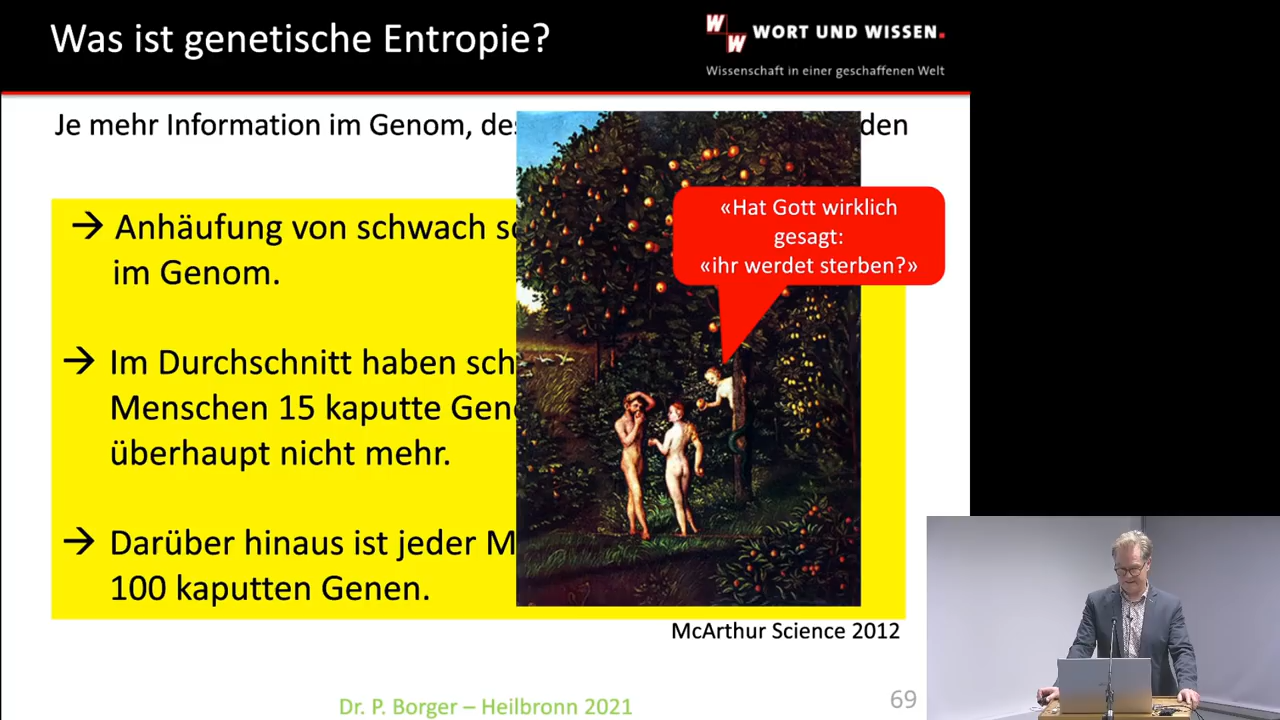 Was ist genetische Entropie?
W W WORT UND WISSEN.
Wissenschaft in einer geschaffenen Welt
Je mehr Information im Genom, des den
→ Anhäufung von schwach sc
im Genom.
→ Im Durchschnitt haben sch
Menschen 15 kaputte Gen
überhaupt nicht mehr.
→ Darüber hinaus ist jeder M
100 kaputten Genen.
«Hat Gott wirklich
gesagt:
«ihr werdet sterben?»
McArthur Science 2012
Dr. P. Borger – Heilbronn 2021
69